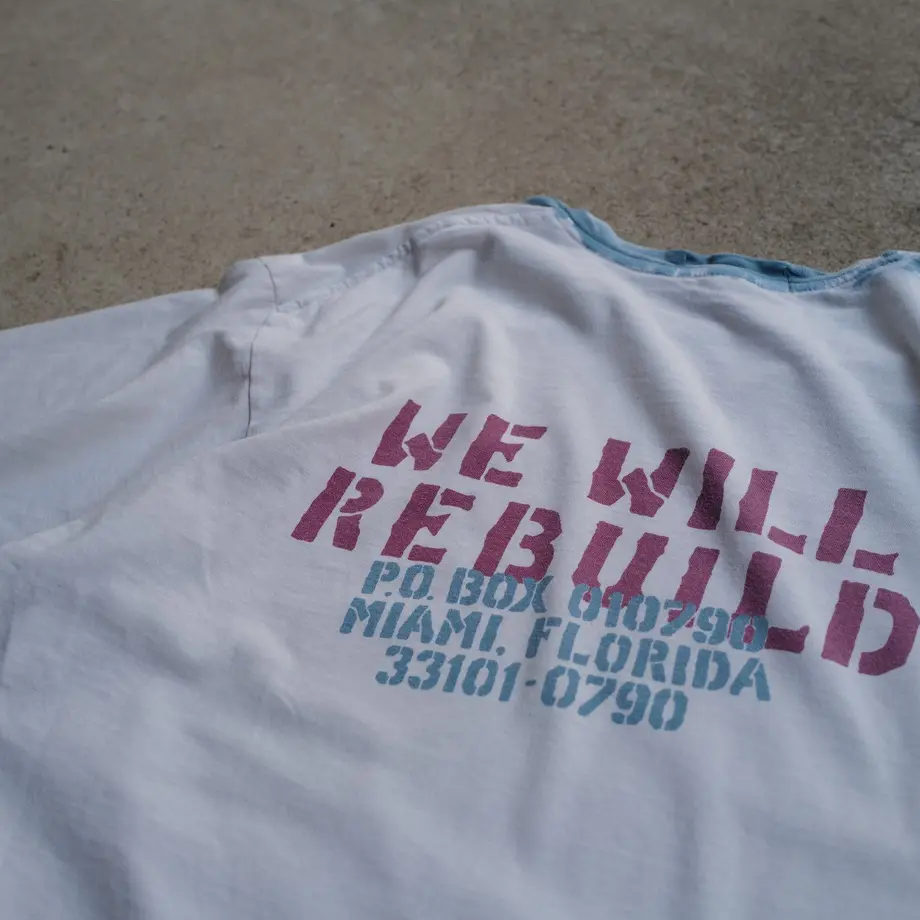 WE WILL
REBUILD
P.O. BOX 010790
MIAMI, FLORIDA
33101-0790